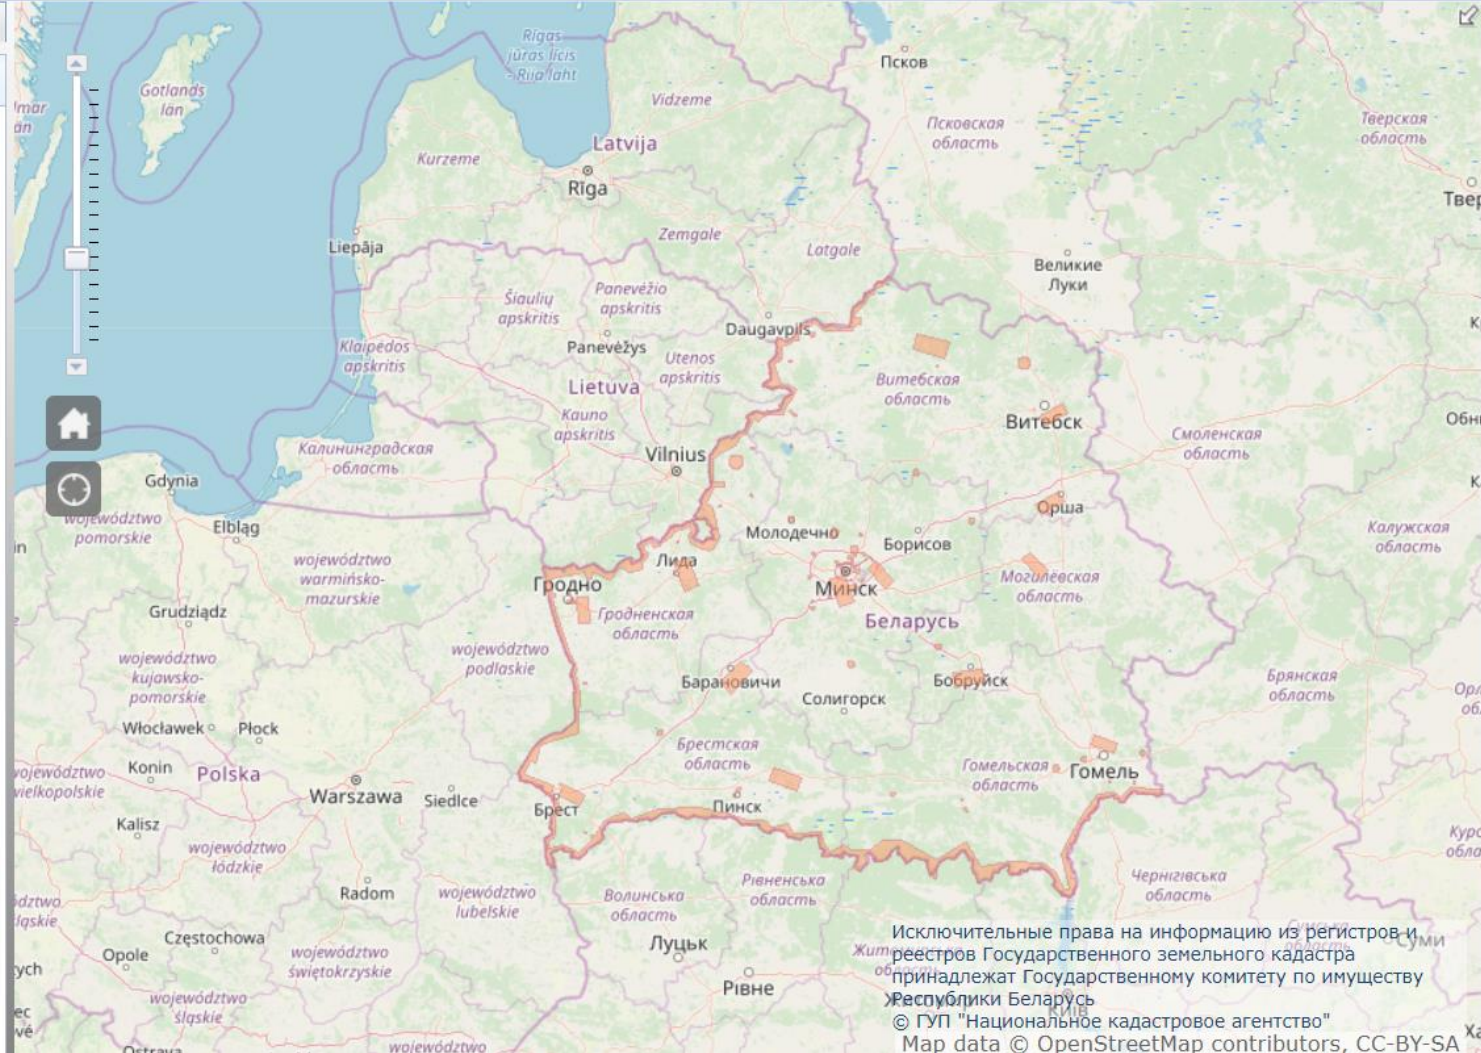 Rīgas
jūras līcis
- Riia laht
Псков
Gotlands
län
Vidzeme
Псковская
область
Тверская
область
Latvija
Kurzeme
Rīga
Zemgale
Latgale
Liepāja
Великие
Луки
Šiaulių
apskritis
Panevėžio
apskritis
Daugavpils
Klaipėdos
apskritis
Panevėžys
Utenos
apskritis
Lietuva
Витебская
область
Kauno
apskritis
Витебск
Смоленская
область
Калининградская
область
Vilnius
Gdynia
województwo
pomorskie
Elbląg
Орша
Калужская
область
Молодечно
Борисов
województwo
warmińsko-
mazurskie
Лида
Гродно
Минск
Могилёвская
область
Grudziądz
Гродненская
область
Беларусь
województwo
kujawsko-
pomorskie
województwo
podlaskie
Барановичи
Солигорск
Бобруйск
Брянская
область
Włocławek
Płock
Брестская
область
Гомельская
область
Гомель
Konin
Polska
województwo
wielkopolskie
Warszawa
Siedlce
Брест
Пинск
Kalisz
województwo
łódzkie
Radom
województwo
lubelskie
Волинська
область
Рівненська
область
Чернігівська
область
Częstochowa
Opole
województwo
świętokrzyskie
Луцьк
Суми
Рівне
województwo
śląskie
Київ
Ostrava
województwo
Исключительные права на информацию из регистров и
реестров Государственного земельного кадастра
принадлежат Государственному комитету по имуществу
Республики Беларусь
© ГУП "Национальное кадастровое агентство"
Map data © OpenStreetMap contributors, CC-BY-SA